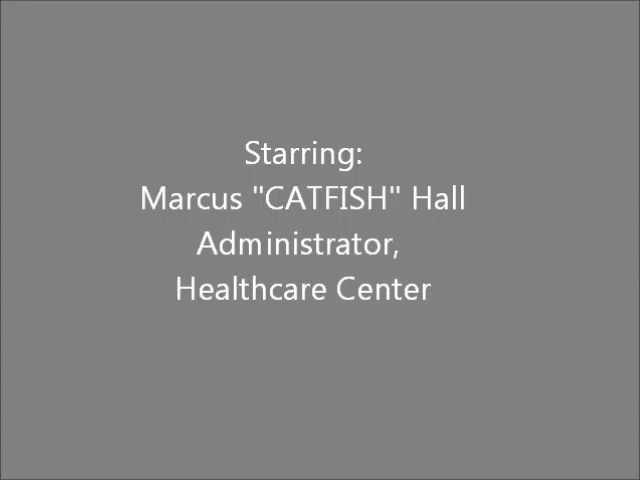 Starring:
Marcus "CATFISH" Hall
Administrator,
Healthcare Center